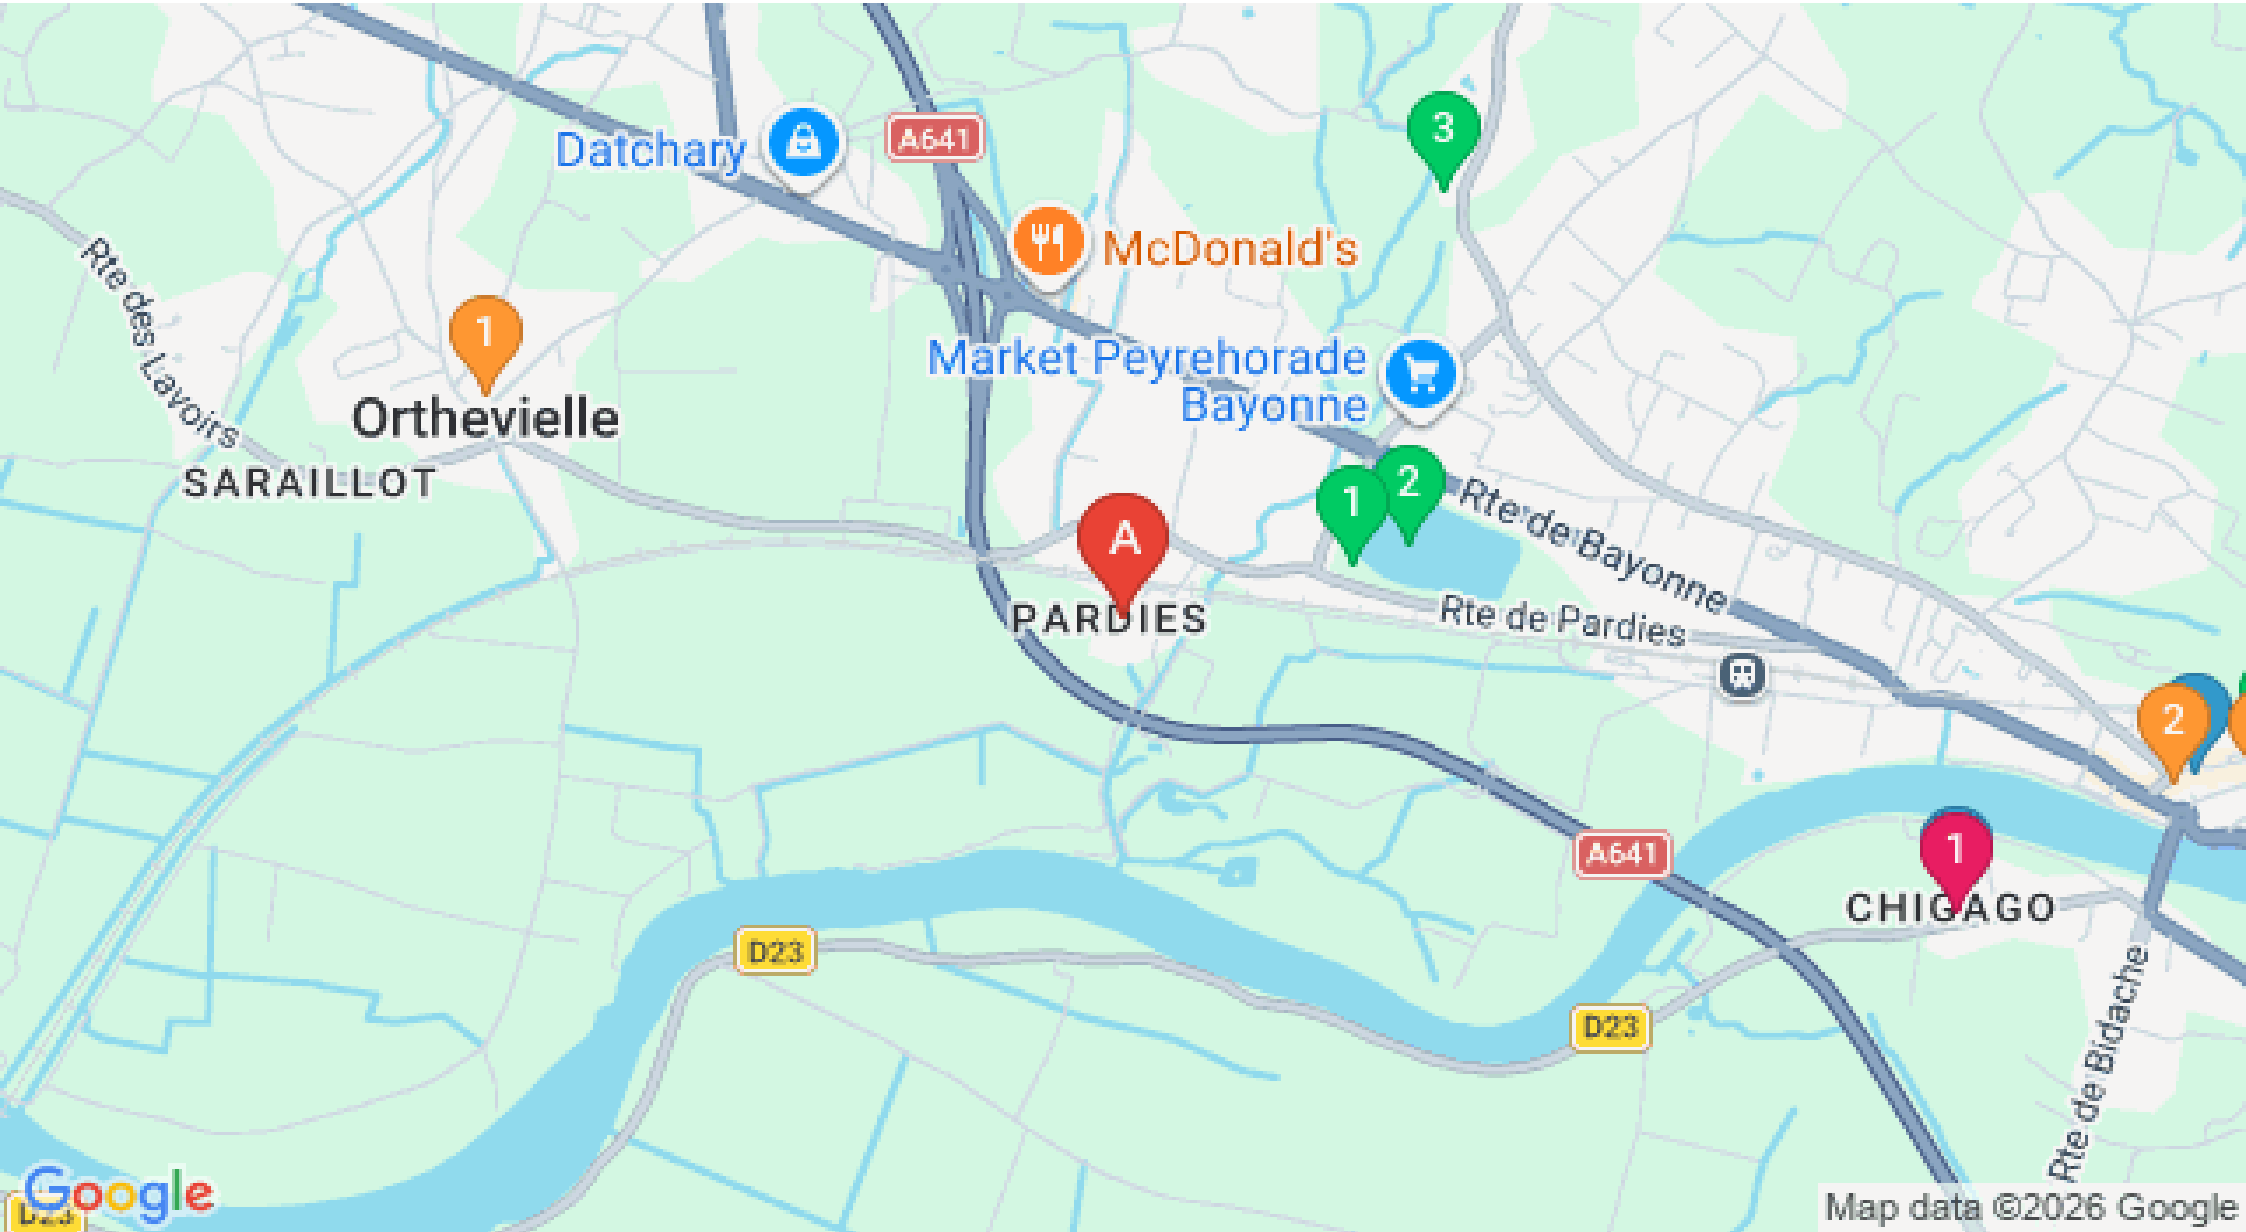 3
A641
Datchary
McDonald's
Rte des Lavoirs
1
Market Peyrehorade
Bayonne
Orthevielle
SARAILLOT
2
1
Rte de Bayonne
A
PARDIES
Rte de Pardies
2
1
A641
CHIGAGO
D23
D23
Rte de Bidache
Google
D23
Map data ©2026 Google